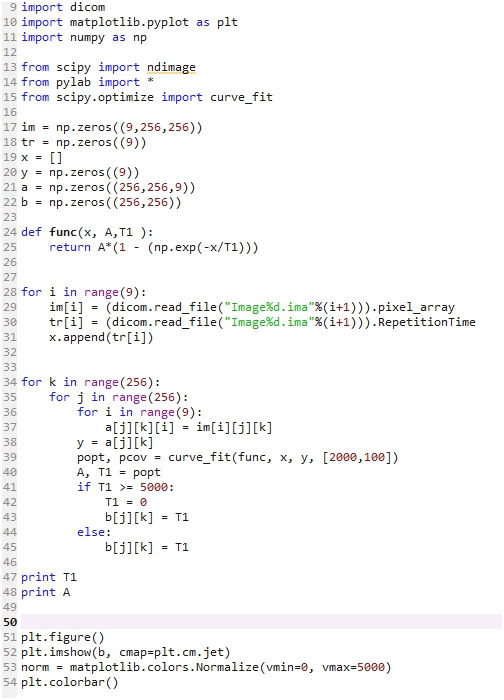 9 import dicom
10 import matplotlib.pyplot as plt
11 import numpy as np
12
13 from scipy import ndimage
14 from pylab import *
15 from scipy.optimize import curve_fit
16
17 im = np.zeros((9,256,256))
18 tr = np.zeros((9))
19 x = []
20 y = np.zeros((9))
21 a = np.zeros((256,256,9))
22 b = np.zeros((256,256))
23
24 def func(x, A,T1 ):
25     return A*(1 - (np.exp(-x/T1)))
26
27
28 for i in range(9):
29     im[i] = (dicom.read_file("Image%d.ima"%(i+1))).pixel_array
30     tr[i] = (dicom.read_file("Image%d.ima"%(i+1))).RepetitionTime
31     x.append(tr[i])
32
33
34 for k in range(256):
35     for j in range(256):
36         for i in range(9):
37             a[j][k][i] = im[i][j][k]
38         y = a[j][k]
39         popt, pcov = curve_fit(func, x, y, [2000,100])
40         A, T1 = popt
41         if T1 >= 5000:
42             T1 = 0
43             b[j][k] = T1
44         else:
45             b[j][k] = T1
46
47 print T1
48 print A
49
50
51 plt.figure()
52 plt.imshow(b, cmap=plt.cm.jet)
53 norm = matplotlib.colors.Normalize(vmin=0, vmax=5000)
54 plt.colorbar()